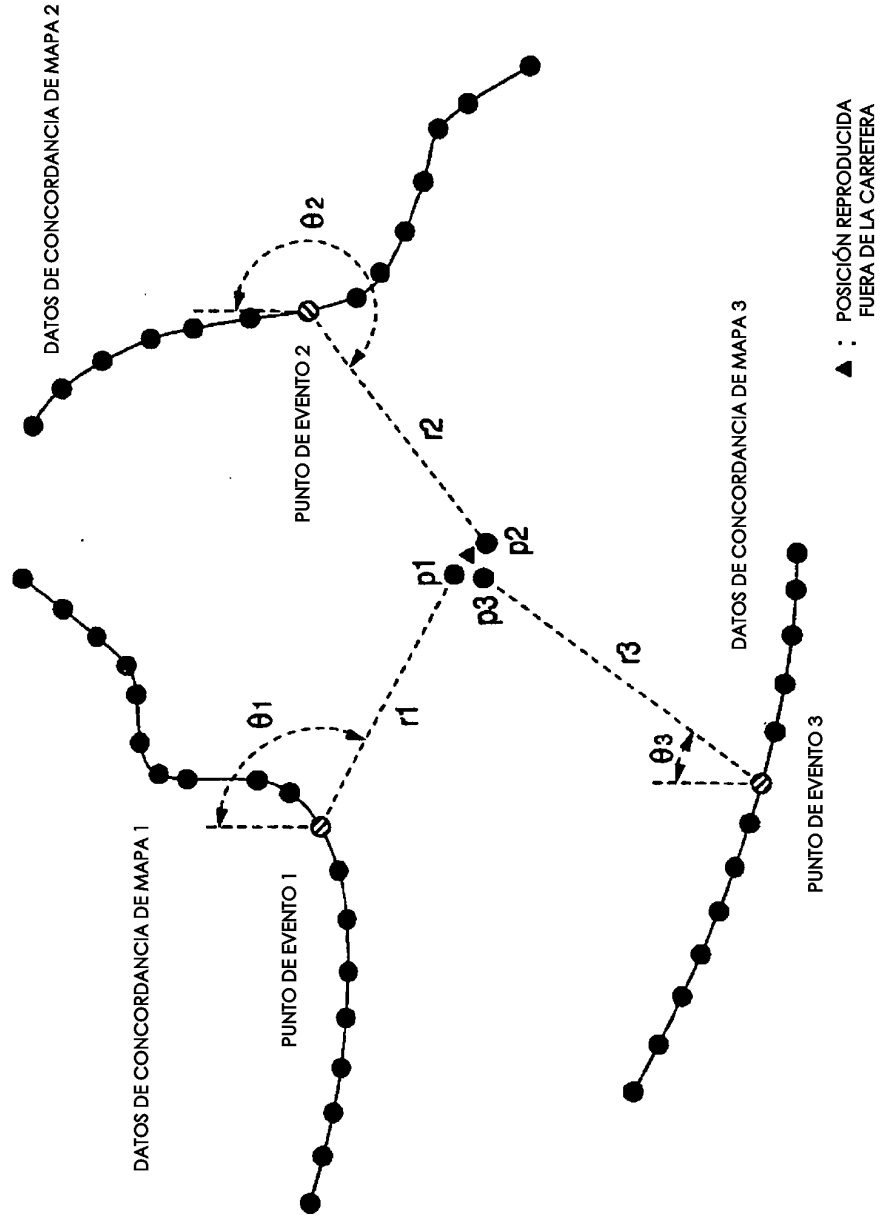 DATOS DE CONCORDANCIA DE MAPA 1
PUNTO DE EVENTO 1
θ1
r1
p1
DATOS DE CONCORDANCIA DE MAPA 2
PUNTO DE EVENTO 2
θ2
r2
p2
p3
r3
θ3
DATOS DE CONCORDANCIA DE MAPA 3
PUNTO DE EVENTO 3
▲ : POSICIÓN REPRODUCIDA
FUERA DE LA CARRETERA